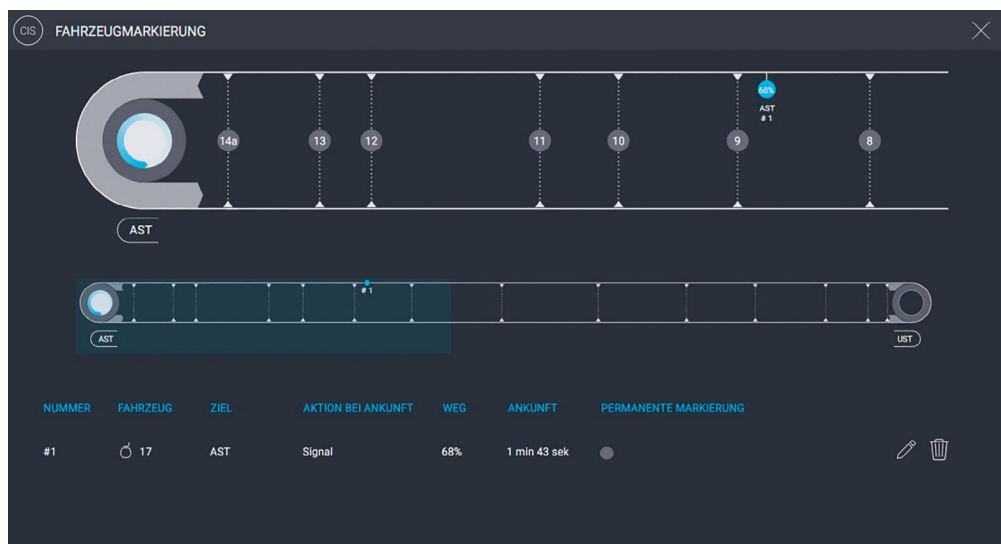 CIS FAHRZEUGMARKIERUNG
68%
AST
# 1
14a 13 12 11 10 9 8
AST
# 1
AST UST
NUMMER FAHRZEUG ZIEL AKTION BEI ANKUNFT WEG ANKUNFT PERMANENTE MARKIERUNG
#1 17 AST Signal 68% 1 min 43 sek